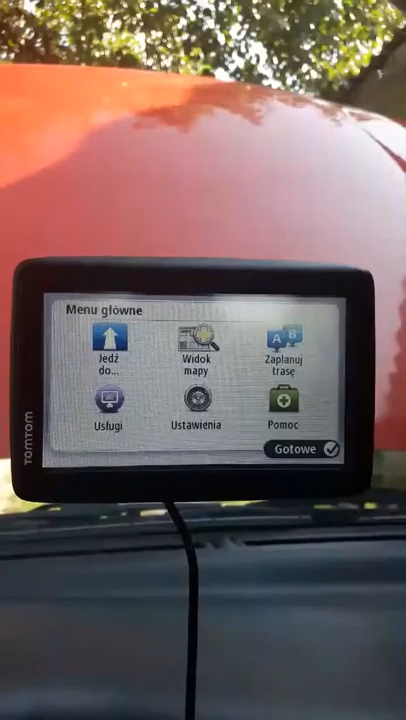 Menu główne
Jedź
do...
Widok
mapy
Zaplanuj
trasę
A B
Usługi
Ustawienia
Pomoc
Gotowe
TOMTOM